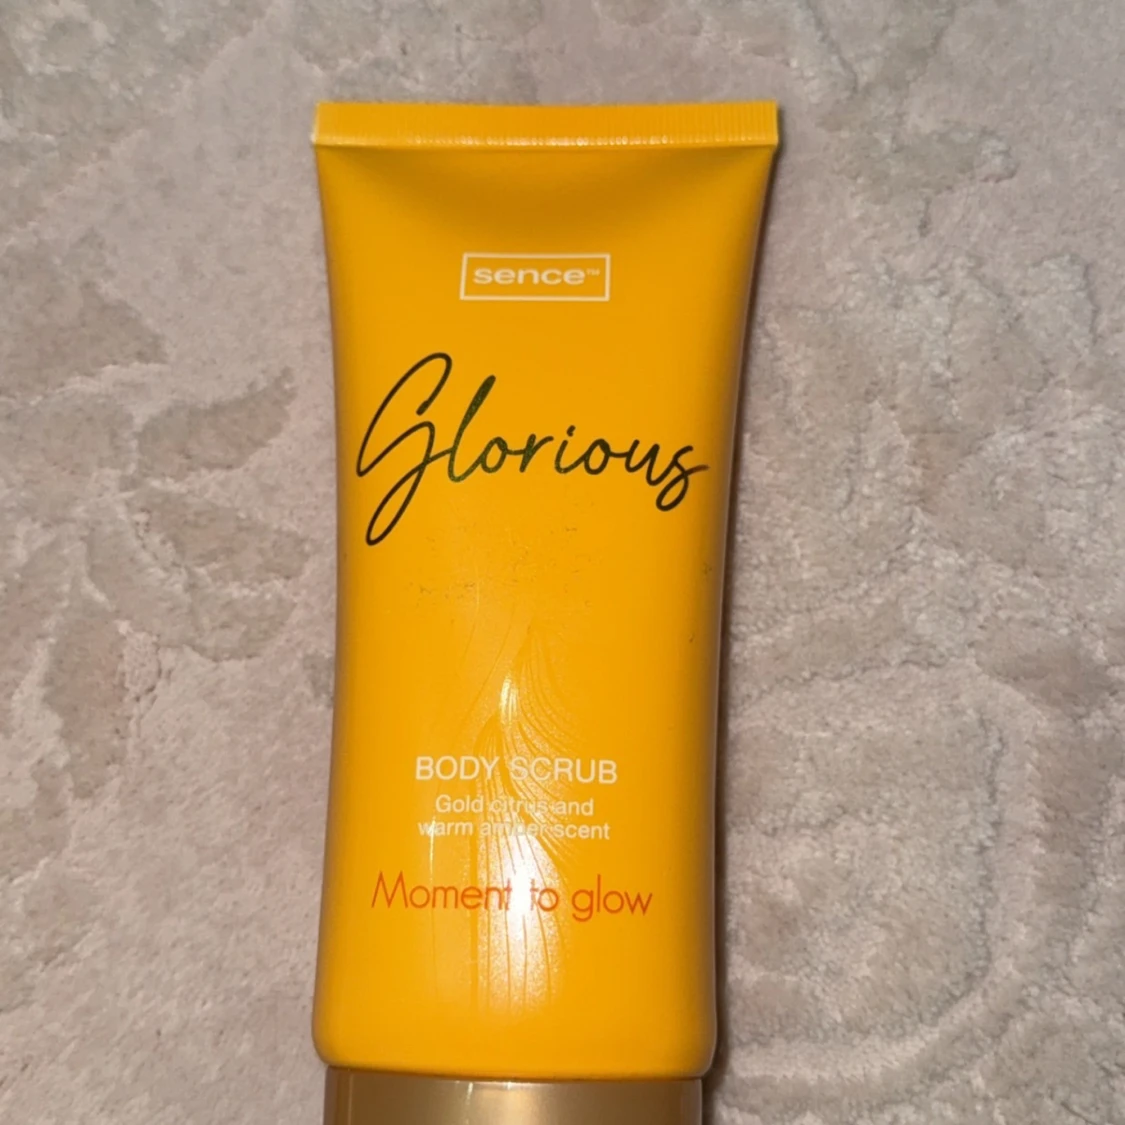 sence™
Glorious
BODY SCRUB
Gold citrus and
warm amber scent
Moment to glow